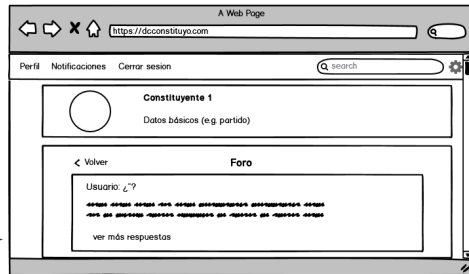 A Web Page
https://dcconstituyo.com
Perfil Notificaciones Cerrar sesion search
Constituyente 1
Datos básicos (e.g. partido)
< Volver Foro
Usuario: ¿"?
ver más respuestas